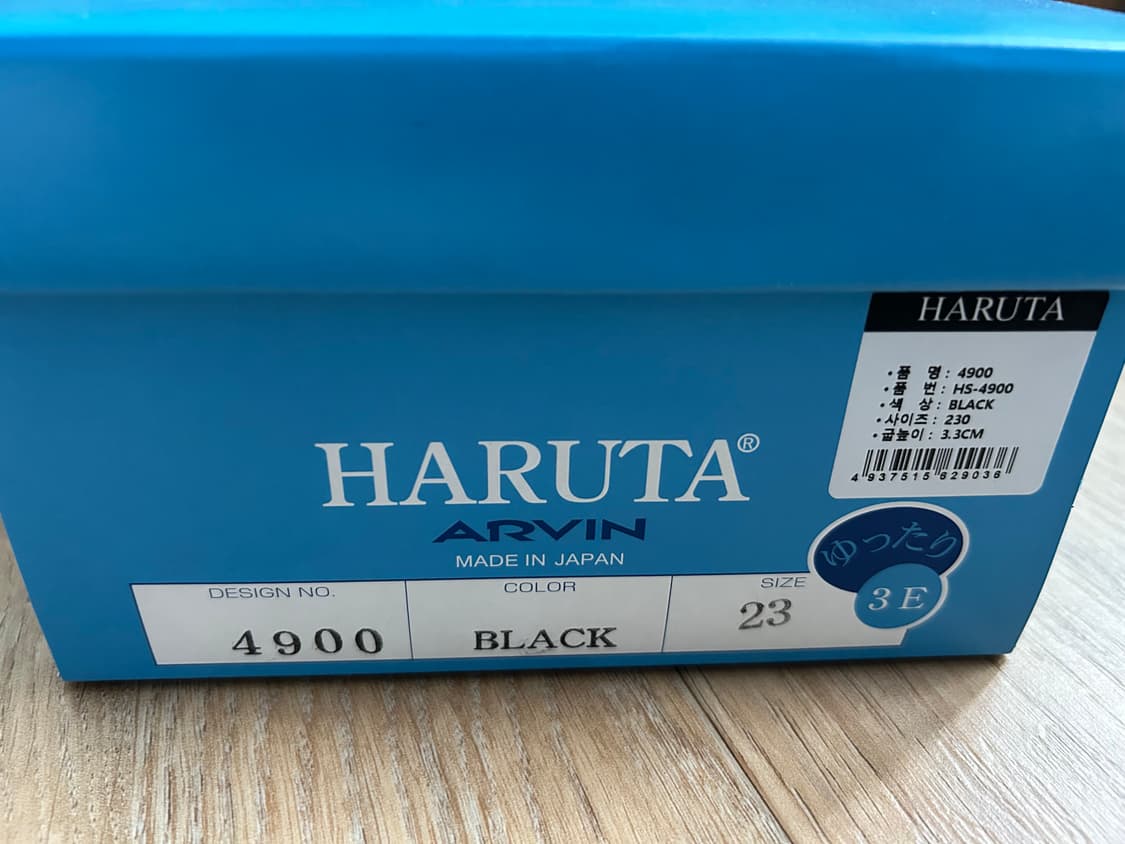 HARUTA
• 품 명 : 4900
• 품 번 : HS-4900
• 색 상 : BLACK
• 사이즈 : 230
• 굽높이 : 3.3CM
4 937515 629036
HARUTA®
ARVIN
MADE IN JAPAN
ゆったり
3E
DESIGN NO. COLOR SIZE
4900 BLACK 23